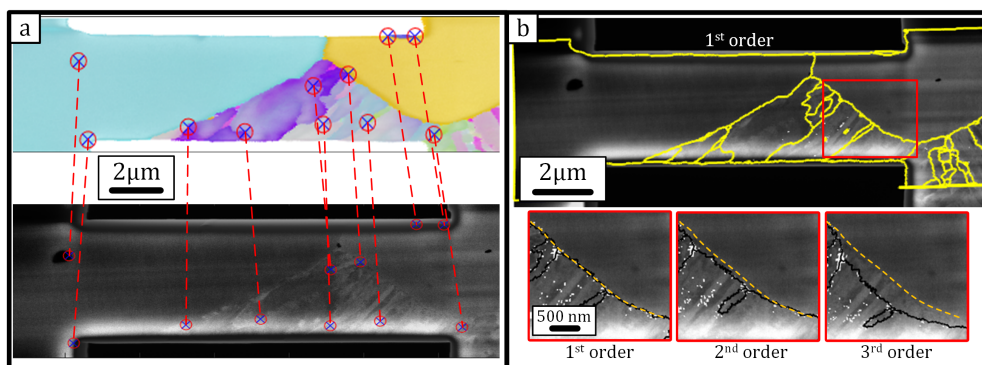 a
2μm
b
1st order
2μm
500 nm
1st order
2nd order
3rd order